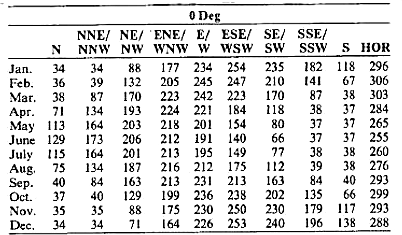 0 Deg
NNE/ NE/ ENE/ E/ ESE/ SE/ SSE/
N NNW NW WNW W WSW SW SSW S HOR
Jan. 34 34 88 177 234 254 235 182 118 296
Feb. 36 39 132 205 245 247 210 141 67 306
Mar. 38 87 170 223 242 223 170 87 38 303
Apr. 71 134 193 224 221 184 118 38 37 284
May 113 164 203 218 201 154 80 37 37 265
June 129 173 206 212 191 140 66 37 37 255
July 115 164 201 213 195 149 77 38 38 260
Aug. 75 134 187 216 212 175 112 39 38 276
Sep. 40 84 163 213 231 213 163 84 40 293
Oct. 37 40 129 199 236 238 202 135 66 299
Nov. 35 35 88 175 230 250 230 179 117 293
Dec. 34 34 71 164 226 253 240 196 138 288